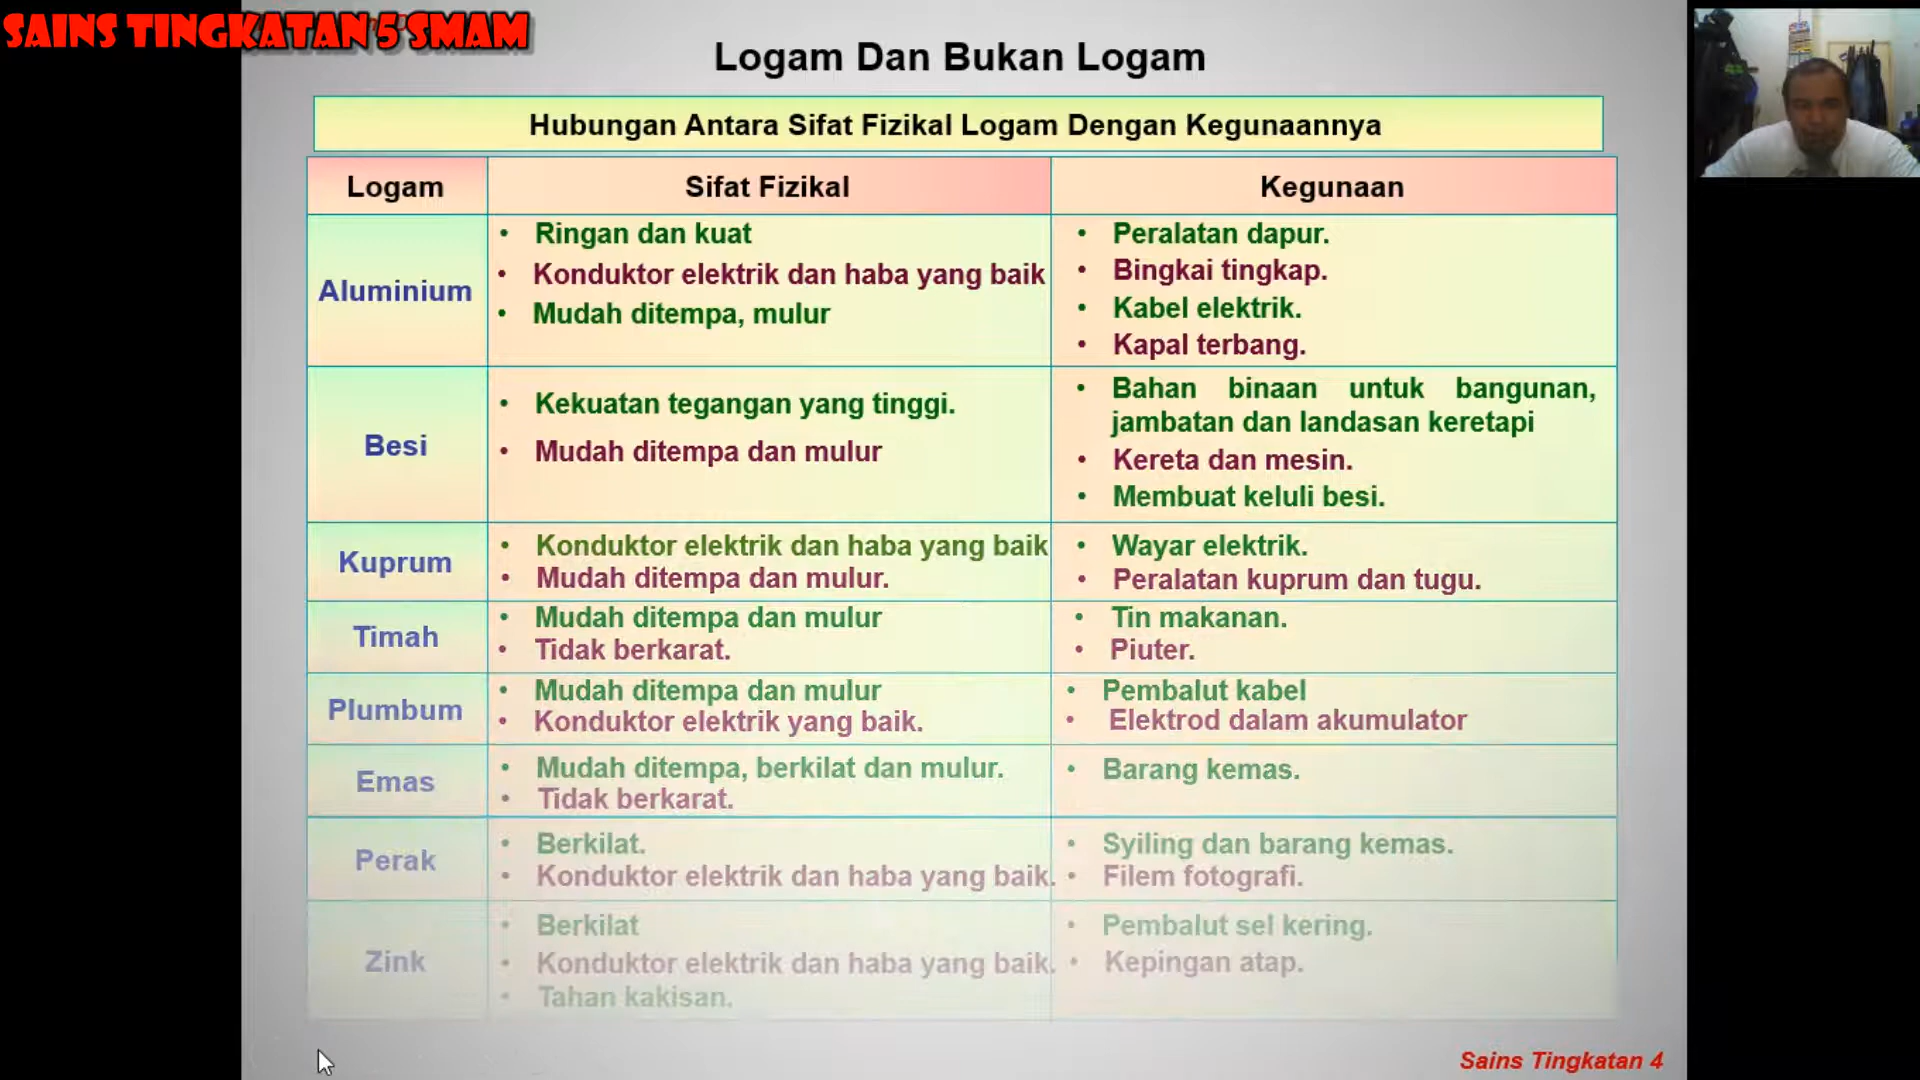 SAINS TINGKATAN 5 SMAM
Logam Dan Bukan Logam
Hubungan Antara Sifat Fizikal Logam Dengan Kegunaannya
Logam
Sifat Fizikal
Kegunaan
Aluminium
• Ringan dan kuat
• Konduktor elektrik dan haba yang baik
• Mudah ditempa, mulur
• Peralatan dapur.
• Bingkai tingkap.
• Kabel elektrik.
• Kapal terbang.
Besi
• Kekuatan tegangan yang tinggi.
• Mudah ditempa dan mulur
• Bahan binaan untuk bangunan,
jambatan dan landasan keretapi
• Kereta dan mesin.
• Membuat keluli besi.
Kuprum
• Konduktor elektrik dan haba yang baik
• Mudah ditempa dan mulur.
• Wayar elektrik.
• Peralatan kuprum dan tugu.
Timah
• Mudah ditempa dan mulur
• Tidak berkarat.
• Tin makanan.
• Piuter.
Plumbum
• Mudah ditempa dan mulur
• Konduktor elektrik yang baik.
• Pembalut kabel
• Elektrod dalam akumulator
Emas
• Mudah ditempa, berkilat dan mulur.
• Tidak berkarat.
• Barang kemas.
Perak
• Berkilat.
• Konduktor elektrik dan haba yang baik.
• Syiling dan barang kemas.
• Filem fotografi.
Zink
• Berkilat
• Konduktor elektrik dan haba yang baik.
• Tahan kakisan.
• Pembalut sel kering.
• Kepingan atap.
Sains Tingkatan 4